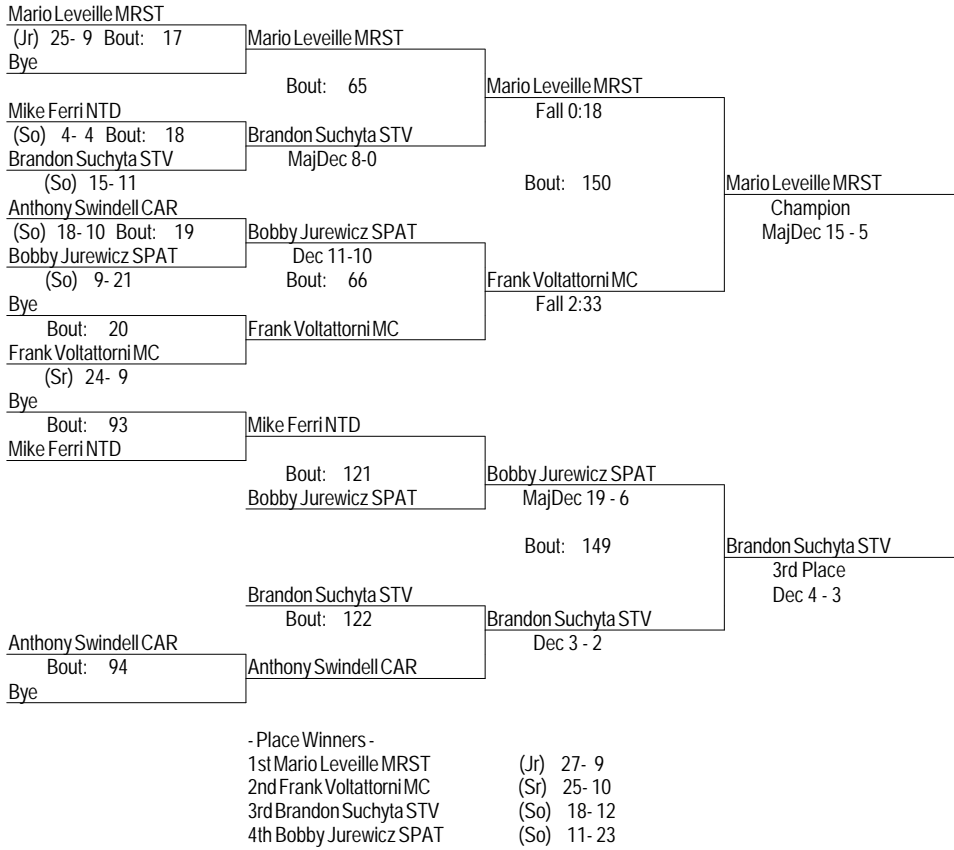 Mario Leveille MRST
(Jr) 25- 9 Bout: 17
Mario Leveille MRST
Bye
Bout: 65
Mario Leveille MRST
Mike Ferri NTD
Fall 0:18
(So) 4- 4 Bout: 18
Brandon Suchyta STV
Brandon Suchyta STV
MajDec 8-0
(So) 15- 11
Bout: 150
Mario Leveille MRST
Anthony Swindell CAR
Champion
(So) 18- 10 Bout: 19
Bobby Jurewicz SPAT
MajDec 15 - 5
Bobby Jurewicz SPAT
Dec 11-10
(So) 9- 21
Bout: 66
Frank Voltattorni MC
Bye
Fall 2:33
Bout: 20
Frank Voltattorni MC
Frank Voltattorni MC
(Sr) 24- 9
Bye
Bout: 93
Mike Ferri NTD
Mike Ferri NTD
Bout: 121
Bobby Jurewicz SPAT
Bobby Jurewicz SPAT
MajDec 19 - 6
Bout: 149
Brandon Suchyta STV
3rd Place
Brandon Suchyta STV
Dec 4 - 3
Bout: 122
Brandon Suchyta STV
Anthony Swindell CAR
Dec 3 - 2
Bout: 94
Anthony Swindell CAR
Bye
- Place Winners -
1st Mario Leveille MRST (Jr) 27- 9
2nd Frank Voltattorni MC (Sr) 25- 10
3rd Brandon Suchyta STV (So) 18- 12
4th Bobby Jurewicz SPAT (So) 11- 23